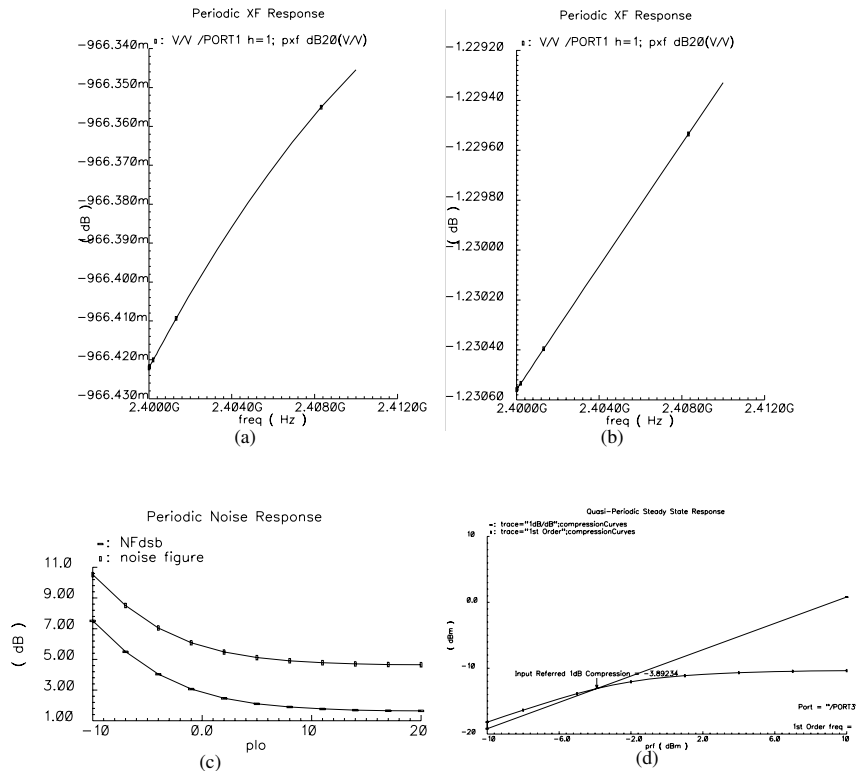 Periodic XF Response
▯: V/V /PORT1 h=1; pxf dB20(V/V)
-966.340m
-966.350m
-966.360m
-966.370m
-966.380m
-966.390m
-966.400m
-966.410m
-966.420m
-966.430m
( dB )
2.4000G 2.4040G 2.4080G 2.4120G
freq ( Hz )
(a)
Periodic XF Response
▯: V/V /PORT1 h=1; pxf dB20(V/V)
-1.22920
-1.22940
-1.22960
-1.22980
-1.23000
-1.23020
-1.23040
-1.23060
( dB )
2.4000G 2.4040G 2.4080G 2.4120G
freq ( Hz )
(b)
Periodic Noise Response
-: NFdsb
▯: noise figure
11.0
9.00
7.00
5.00
3.00
1.00
( dB )
-10 0.0 10 20
plo
(c)
Quasi-Periodic Steady State Response
-: trace="1dB/dB";compressionCurves
▯: trace="1st Order";compressionCurves
10
0.0
-10
-20
( dBm )
Input Referred 1dB Compression = -3.89234
Port = "/PORT3
1st Order freq =
-10 -6.0 -2.0 2.0 6.0 10
prf ( dBm )
(d)